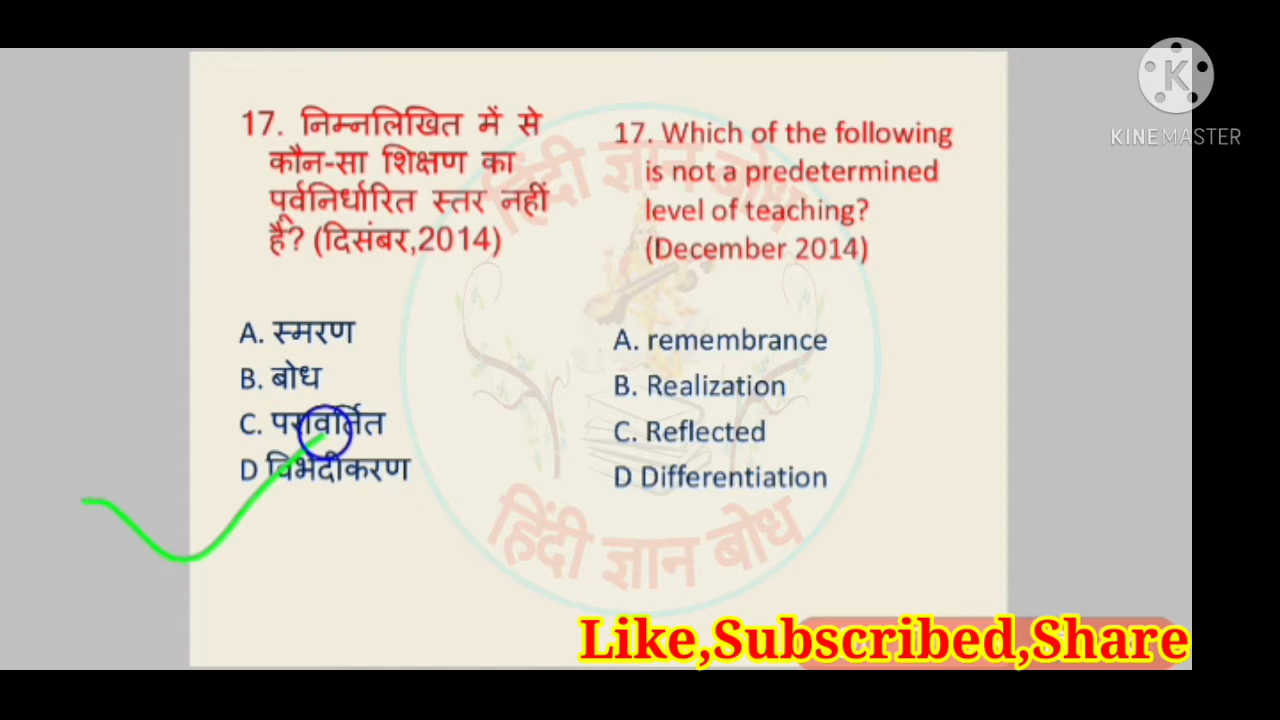 17. निम्नलिखित में से
कौन-सा शिक्षण का
पूर्वनिर्धारित स्तर नहीं
है? (दिसंबर,2014)
A. स्मरण
B. बोध
C. परावर्तित
D विभेदीकरण
17. Which of the following
is not a predetermined
level of teaching?
(December 2014)
A. remembrance
B. Realization
C. Reflected
D Differentiation
हिंदी ज्ञान बोध
हिंदी ज्ञान बोध
K
KINEMASTER
Like,Subscribed,Share